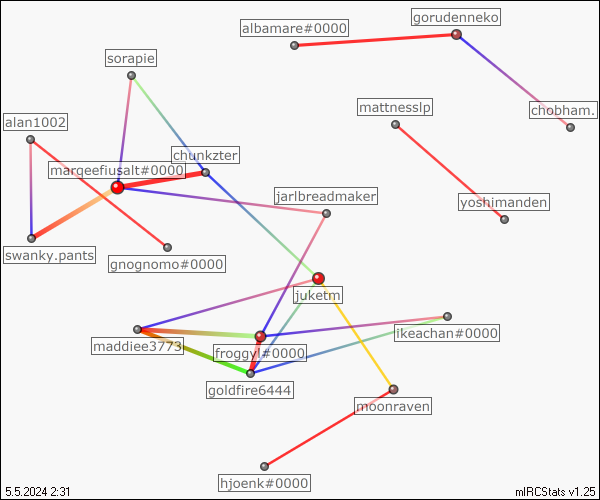 gorudenneko
albamare#0000
sorapie
mattnesslp
chobham.
alan1002
chunkzter
marqeefiusalt#0000
jarlbreadmaker
yoshimanden
swanky.pants
gnognomo#0000
juketm
ikeachan#0000
maddiee3773
froggyl#0000
goldfire6444
moonraven
hjoenk#0000
5.5.2024 2:31
mIRCStats v1.25